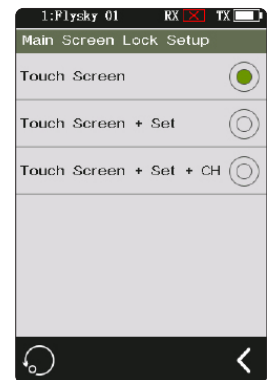 1:Flysky 01 RX TX
Main Screen Lock Setup
Touch Screen
Touch Screen + Set
Touch Screen + Set + CH